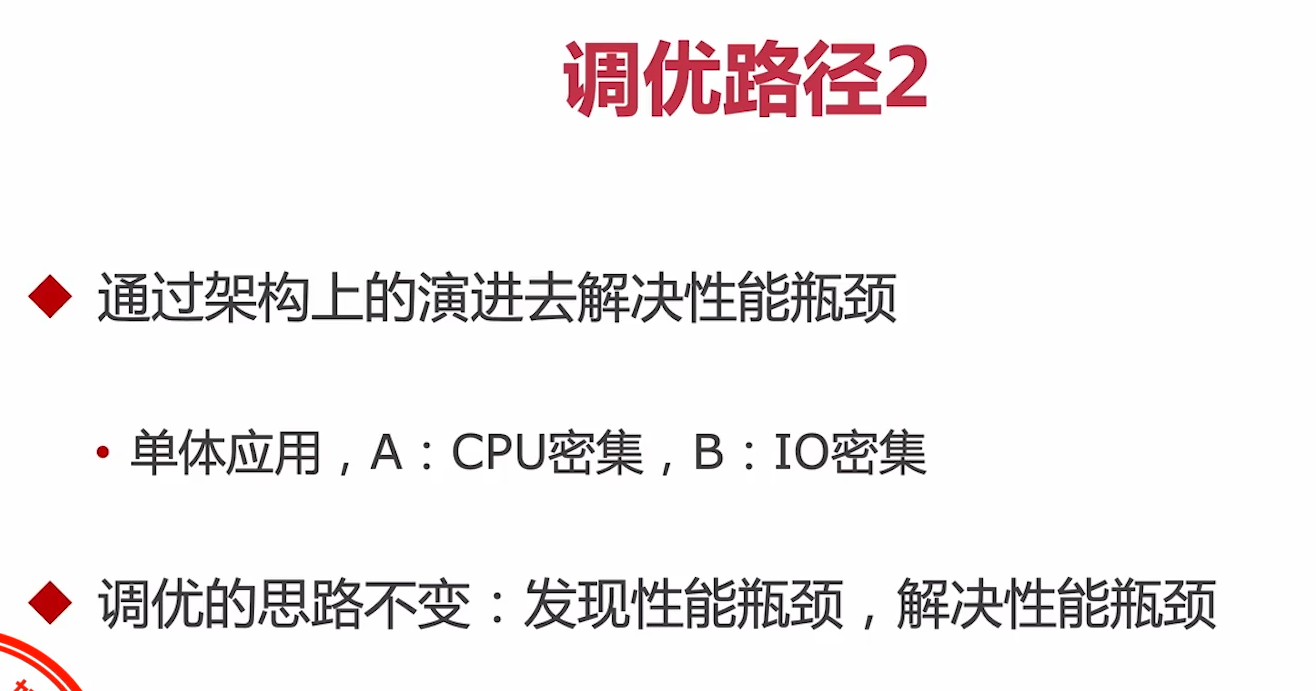 调优路径2
通过架构上的演进去解决性能瓶颈
单体应用，A：CPU密集，B：IO密集
调优的思路不变：发现性能瓶颈，解决性能瓶颈